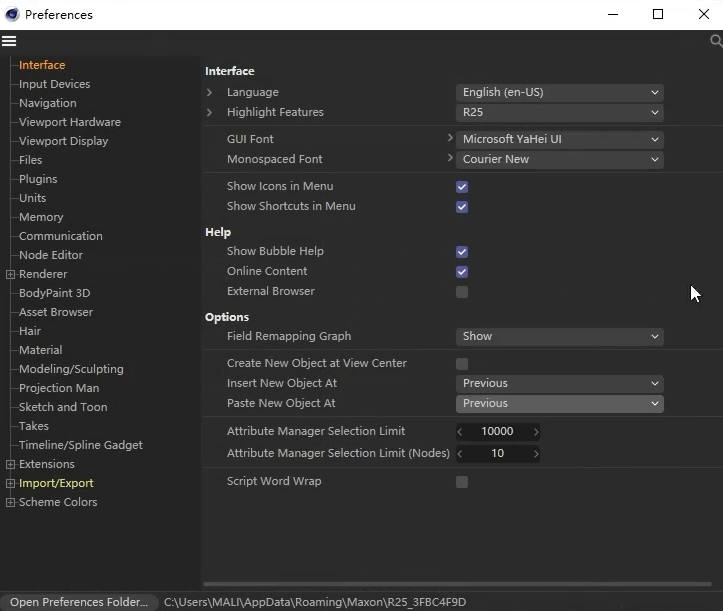 Preferences
Interface
Input Devices
Navigation
Viewport Hardware
Viewport Display
Files
Plugins
Units
Memory
Communication
Node Editor
Renderer
BodyPaint 3D
Asset Browser
Hair
Material
Modeling/Sculpting
Projection Man
Sketch and Toon
Takes
Timeline/Spline Gadget
Extensions
Import/Export
Scheme Colors
Interface
Language English (en-US)
Highlight Features R25
GUI Font Microsoft YaHei UI
Monospaced Font Courier New
Show Icons in Menu
Show Shortcuts in Menu
Help
Show Bubble Help
Online Content
External Browser
Options
Field Remapping Graph Show
Create New Object at View Center
Insert New Object At Previous
Paste New Object At Previous
Attribute Manager Selection Limit 10000
Attribute Manager Selection Limit (Nodes) 10
Script Word Wrap
Open Preferences Folder... C:\Users\MALI\AppData\Roaming\Maxon\R25_3FBC4F9D